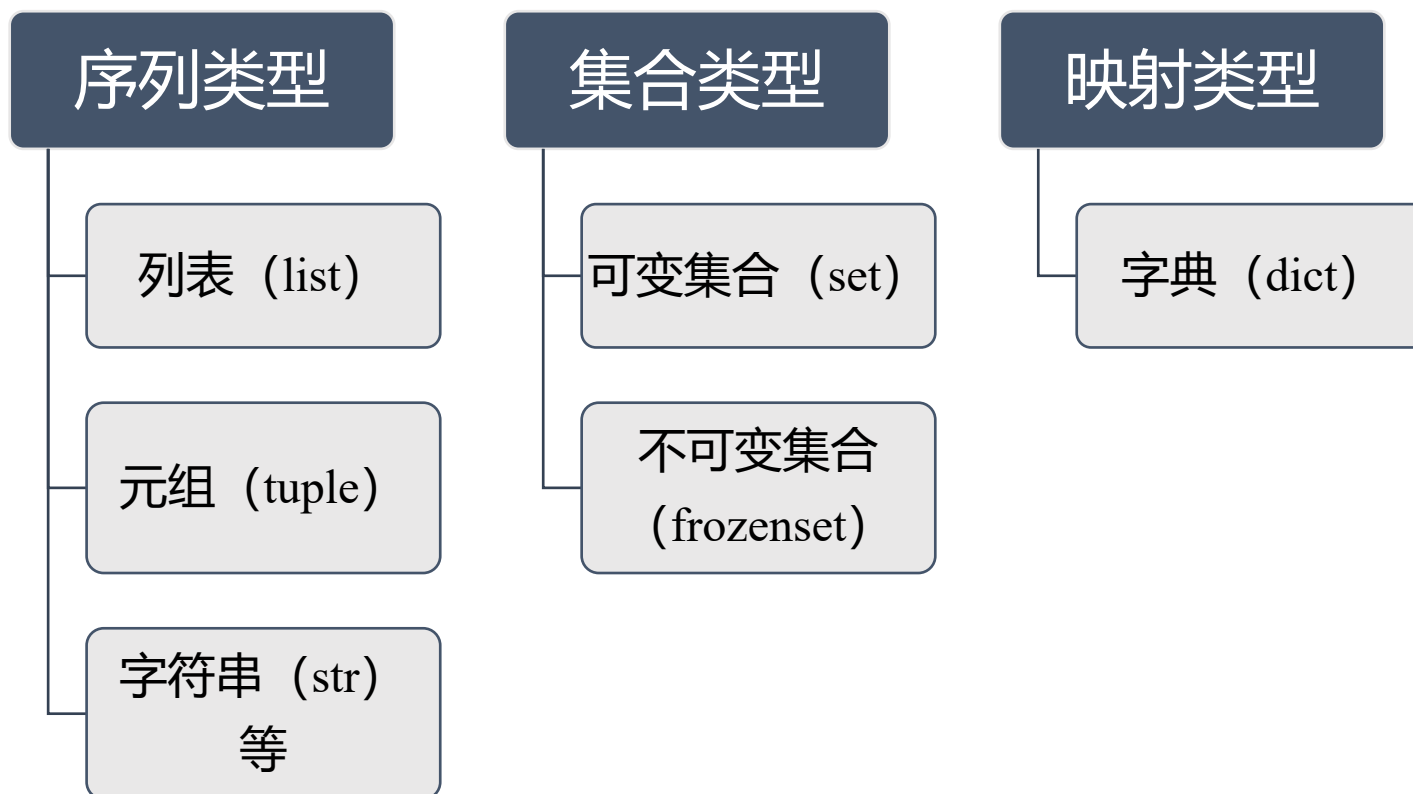 序列类型
列表（list）
元组（tuple）
字符串（str）
等
集合类型
可变集合（set）
不可变集合
（frozenset）
映射类型
字典（dict）